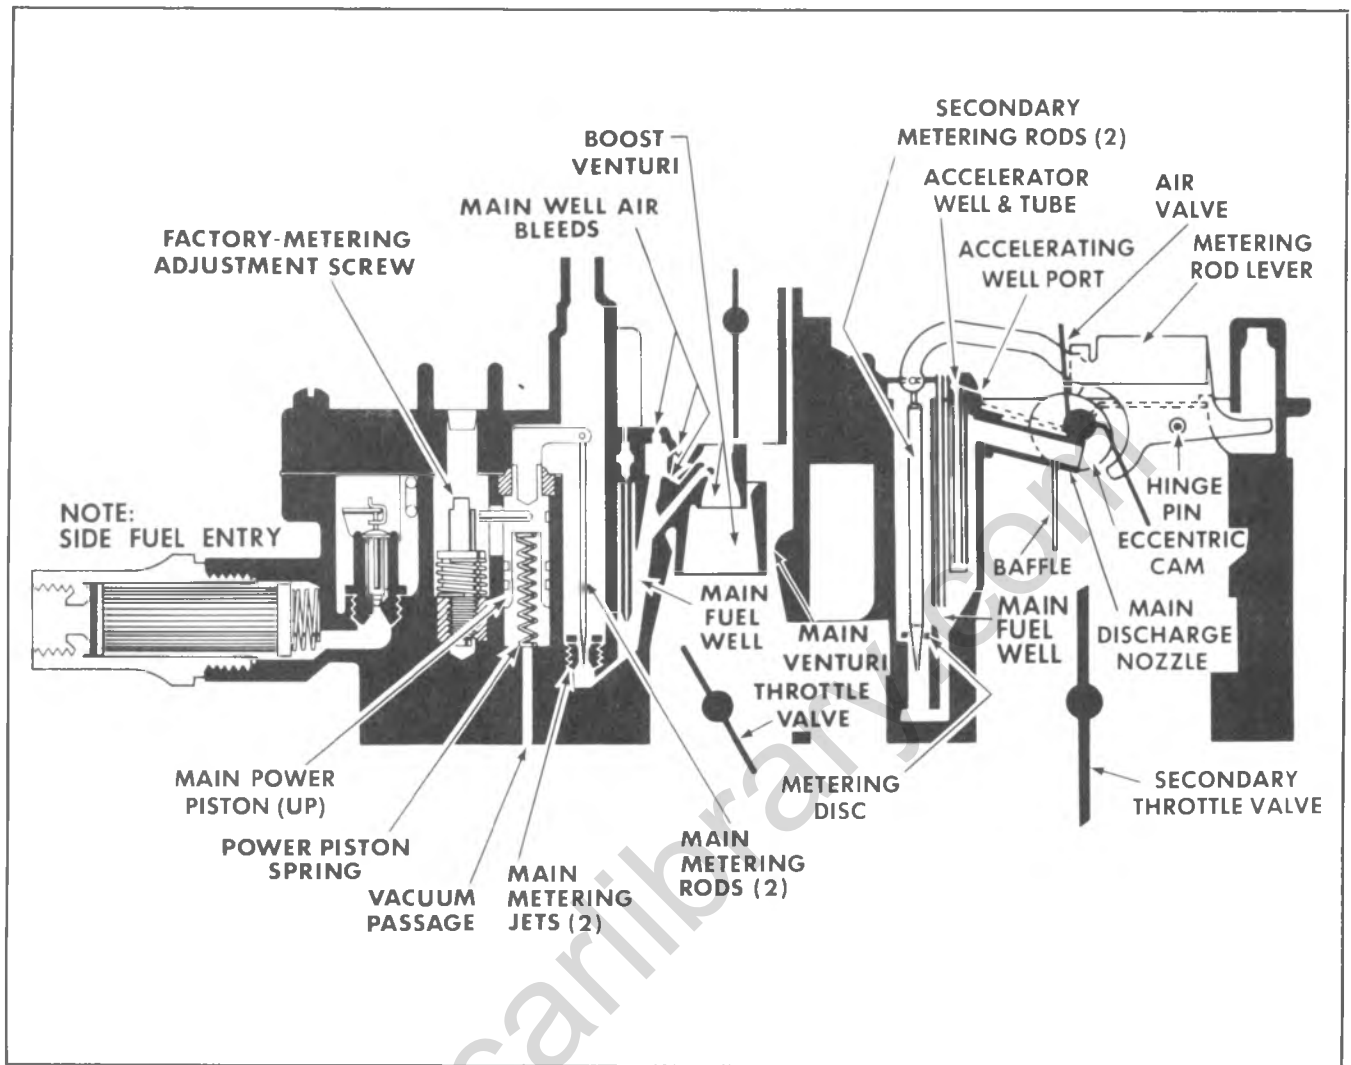 SECONDARY
METERING RODS (2)
BOOST
VENTURI
ACCELERATOR
WELL & TUBE
AIR
VALVE
MAIN WELL AIR
BLEEDS
FACTORY-METERING
ADJUSTMENT SCREW
ACCELERATING
WELL PORT
METERING
ROD LEVER
NOTE:
SIDE FUEL ENTRY
HINGE
PIN
ECCENTRIC
CAM
BAFFLE
MAIN
FUEL
WELL
MAIN
FUEL
WELL
MAIN
DISCHARGE
NOZZLE
MAIN
VENTURI
THROTTLE
VALVE
MAIN POWER
PISTON (UP)
METERING
DISC
SECONDARY
THROTTLE VALVE
POWER PISTON
SPRING
VACUUM
PASSAGE
MAIN
METERING
JETS (2)
MAIN
METERING
RODS (2)
carlibrary.com